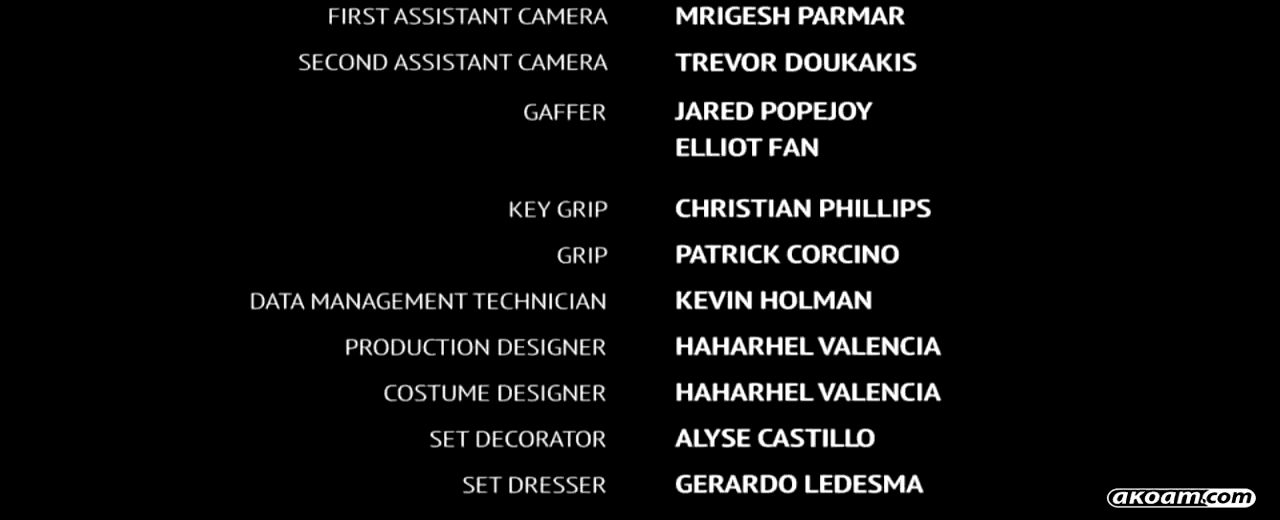 FIRST ASSISTANT CAMERA MRIGESH PARMAR
SECOND ASSISTANT CAMERA TREVOR DOUKAKIS
GAFFER JARED POPEJOY
ELLIOT FAN
KEY GRIP CHRISTIAN PHILLIPS
GRIP PATRICK CORCINO
DATA MANAGEMENT TECHNICIAN KEVIN HOLMAN
PRODUCTION DESIGNER HAHARHEL VALENCIA
COSTUME DESIGNER HAHARHEL VALENCIA
SET DECORATOR ALYSE CASTILLO
SET DRESSER GERARDO LEDESMA
akoam.com